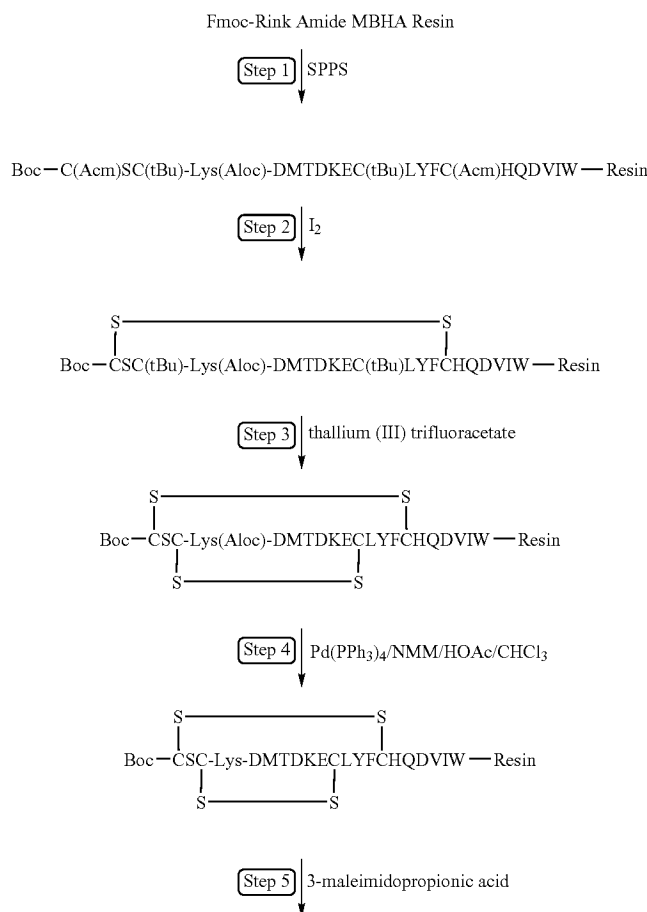 Fmoc-Rink Amide MBHA Resin
Step 1 SPPS
Boc—C(Acm)SC(tBu)-Lys(Aloc)-DMTDKEC(tBu)LYFC(Acm)HQDVIW—Resin
Step 2 I₂
S S
Boc—CSC(tBu)-Lys(Aloc)-DMTDKEC(tBu)LYFCHQDVIW—Resin
Step 3 thallium (III) trifluoracetate
S S
Boc—CSC-Lys(Aloc)-DMTDKECLYFCHQDVIW—Resin
S S
Step 4 Pd(PPh₃)₄/NMM/HOAc/CHCl₃
S S
Boc—CSC-Lys-DMTDKECLYFCHQDVIW—Resin
S S
Step 5 3-maleimidopropionic acid